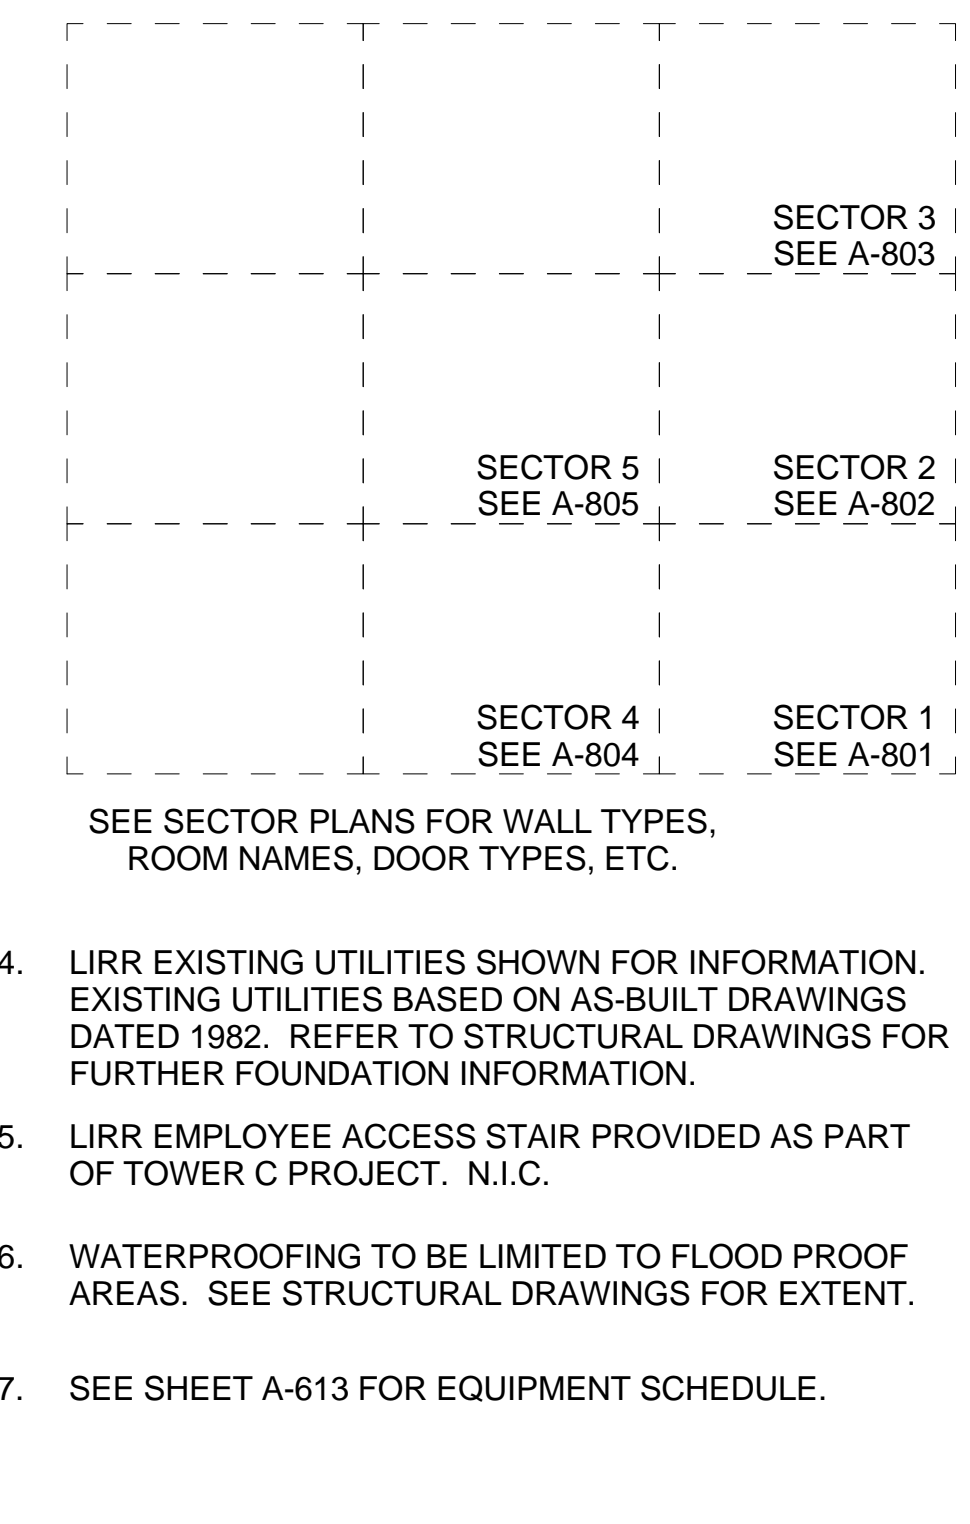 SECTOR 3
SEE A-803
SECTOR 5
SEE A-805
SECTOR 2
SEE A-802
SECTOR 4
SEE A-804
SECTOR 1
SEE A-801
SEE SECTOR PLANS FOR WALL TYPES,
ROOM NAMES, DOOR TYPES, ETC.
4. LIRR EXISTING UTILITIES SHOWN FOR INFORMATION.
EXISTING UTILITIES BASED ON AS-BUILT DRAWINGS
DATED 1982. REFER TO STRUCTURAL DRAWINGS FOR
FURTHER FOUNDATION INFORMATION.
5. LIRR EMPLOYEE ACCESS STAIR PROVIDED AS PART
OF TOWER C PROJECT. N.I.C.
6. WATERPROOFING TO BE LIMITED TO FLOOD PROOF
AREAS. SEE STRUCTURAL DRAWINGS FOR EXTENT.
7. SEE SHEET A-613 FOR EQUIPMENT SCHEDULE.